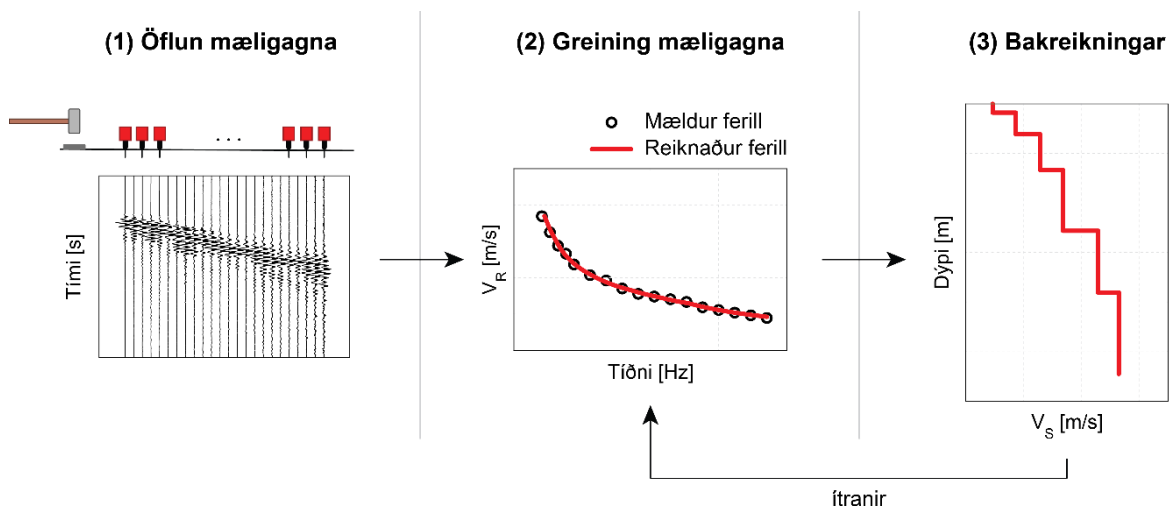 (1) Öflun mæligagna
(2) Greining mæligagna
(3) Bakreikningar
. . .
Tími [s]
Mældur ferill
Reiknaður ferill
V_R [m/s]
Tíðni [Hz]
Dýpi [m]
V_S [m/s]
ítranir